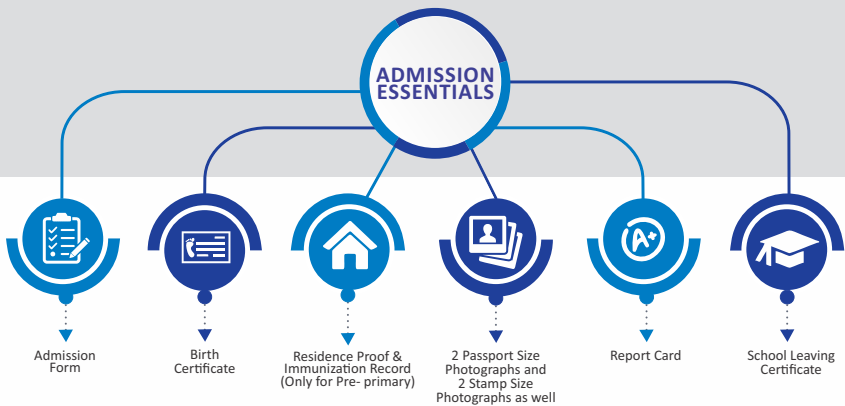 ADMISSION
ESSENTIALS
A+
Admission
Form
Birth
Certificate
Residence Proof &
Immunization Record
(Only for Pre- primary)
2 Passport Size
Photographs and
2 Stamp Size
Photographs as well
Report Card
School Leaving
Certificate